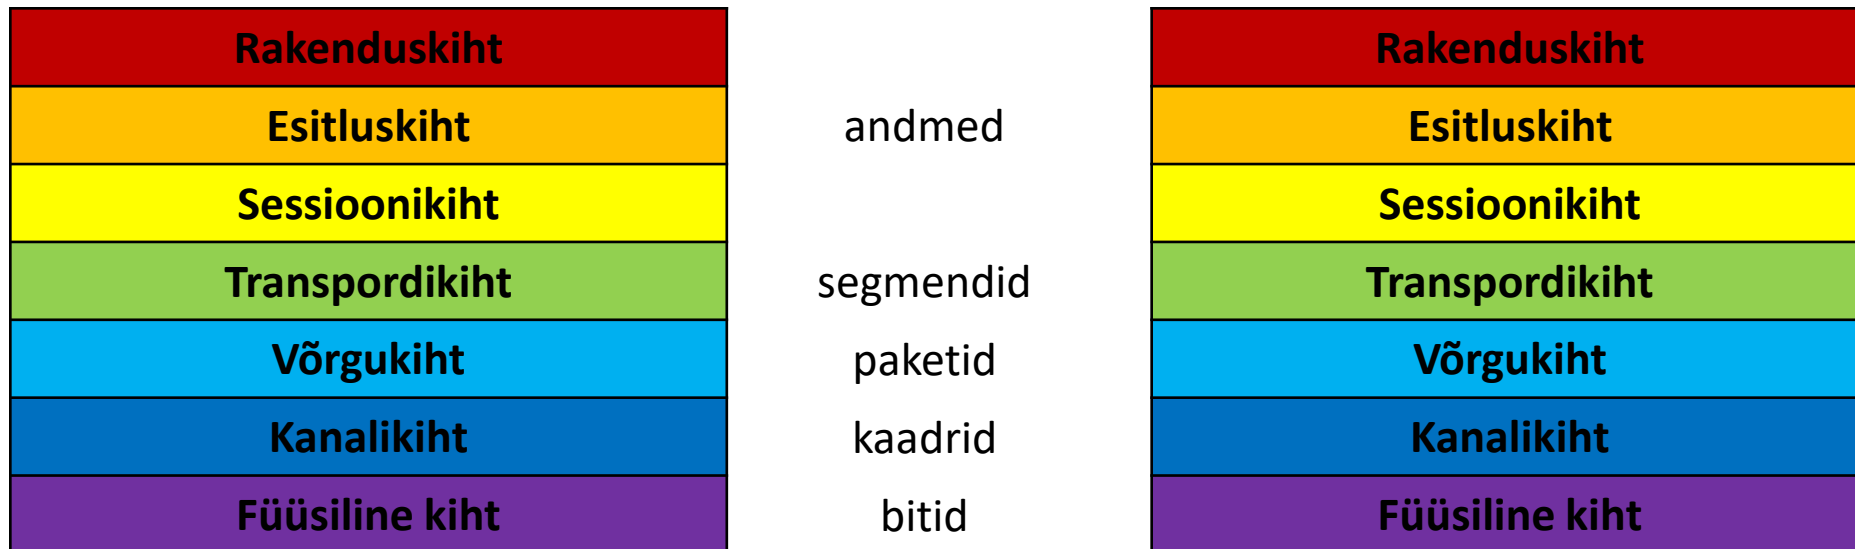 Rakenduskiht Rakenduskiht
Esitluskiht andmed Esitluskiht
Sessioonikiht Sessioonikiht
Transpordikiht segmendid Transpordikiht
Võrgukiht paketid Võrgukiht
Kanalikiht kaadrid Kanalikiht
Füüsiline kiht bitid Füüsiline kiht